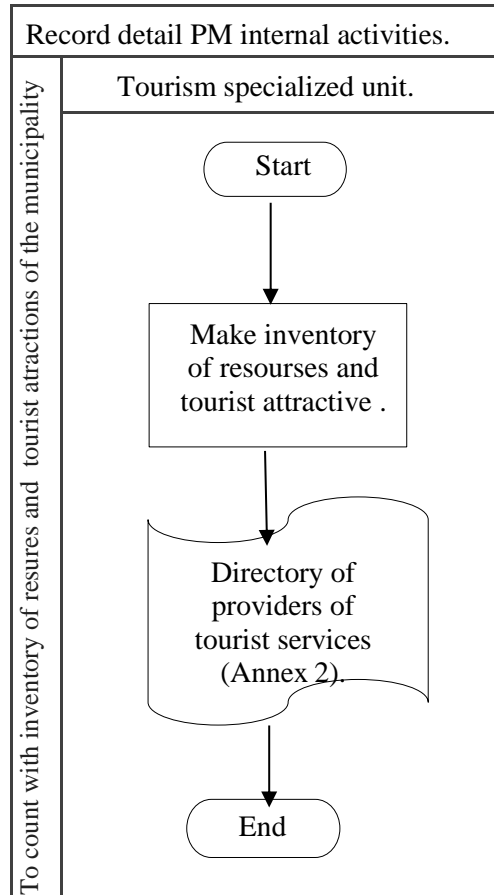 Record detail PM internal activities.
To count with inventory of resures and tourist atractions of the municipality
Tourism specialized unit.
Start
Make inventory
of resourses and
tourist attractive .
Directory of
providers of
tourist services
(Annex 2).
End